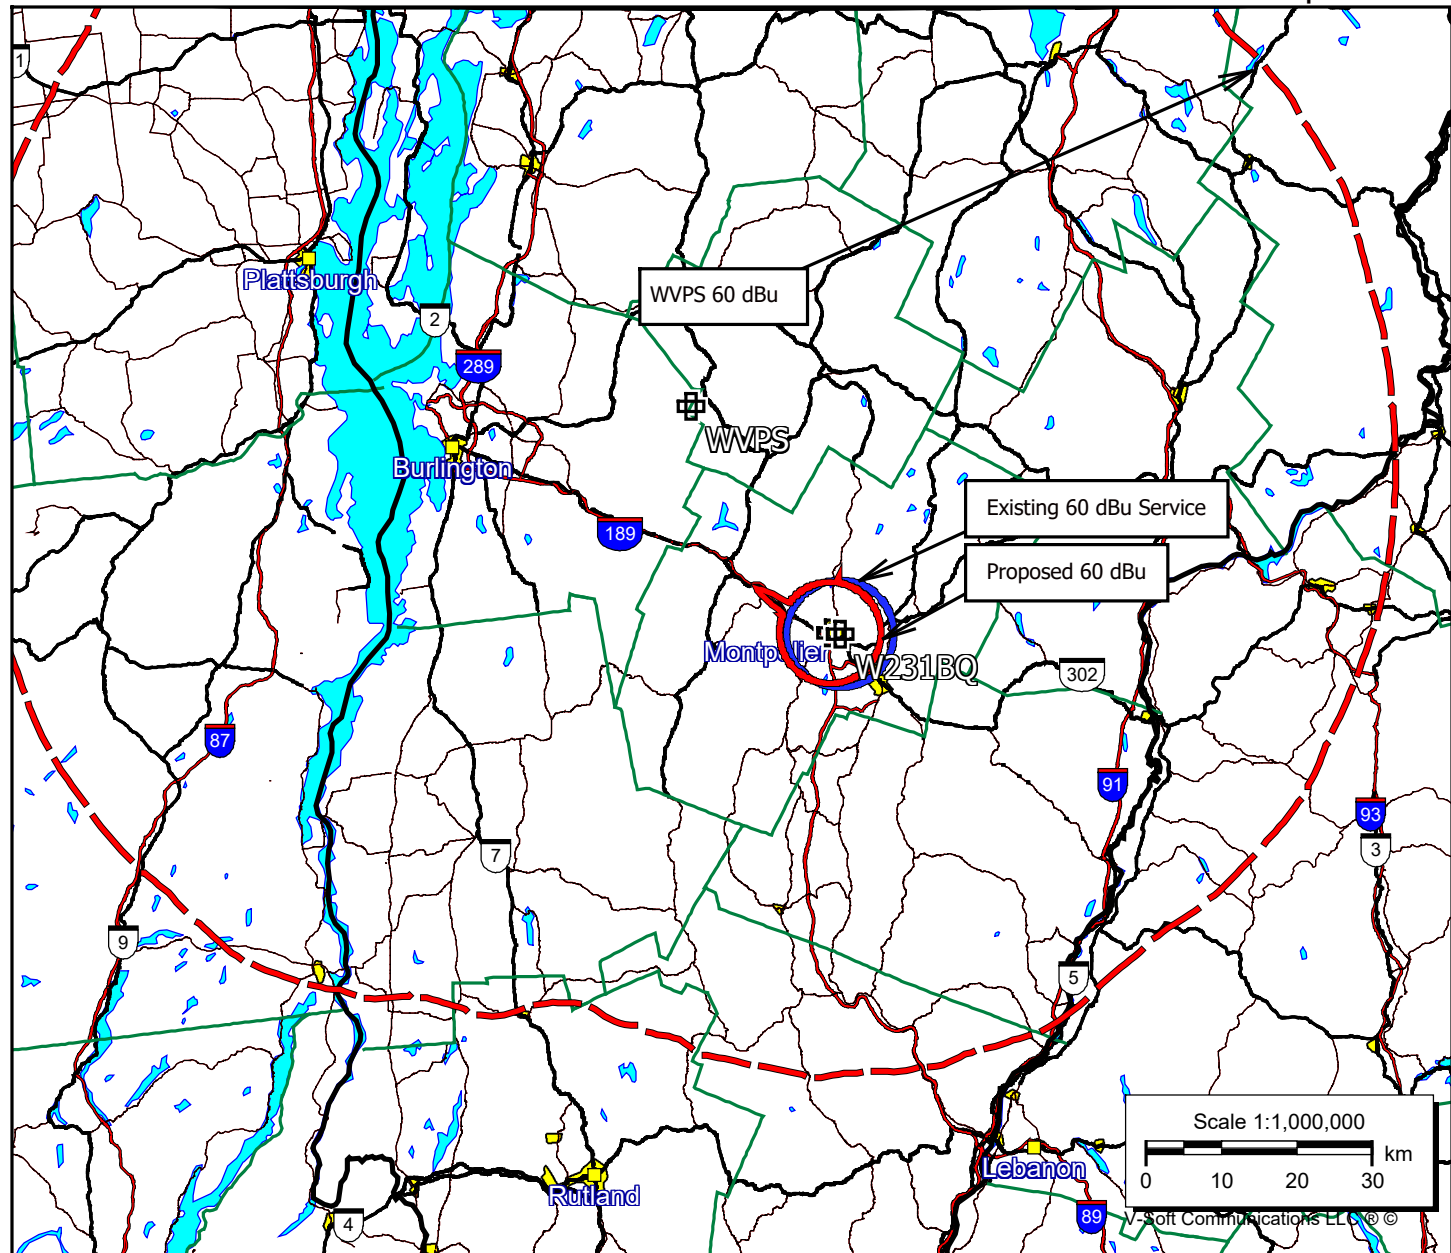 1
Plattsburgh
WVPS 60 dBu
2
289
WVPS
Burlington
Existing 60 dBu Service
189
Proposed 60 dBu
Montpelier
W231BQ
302
87
91
93
7
3
9
5
Scale 1:1,000,000
km
0 10 20 30
Lebanon
Rutland
4
89
V-Soft Communications LLC ® ©